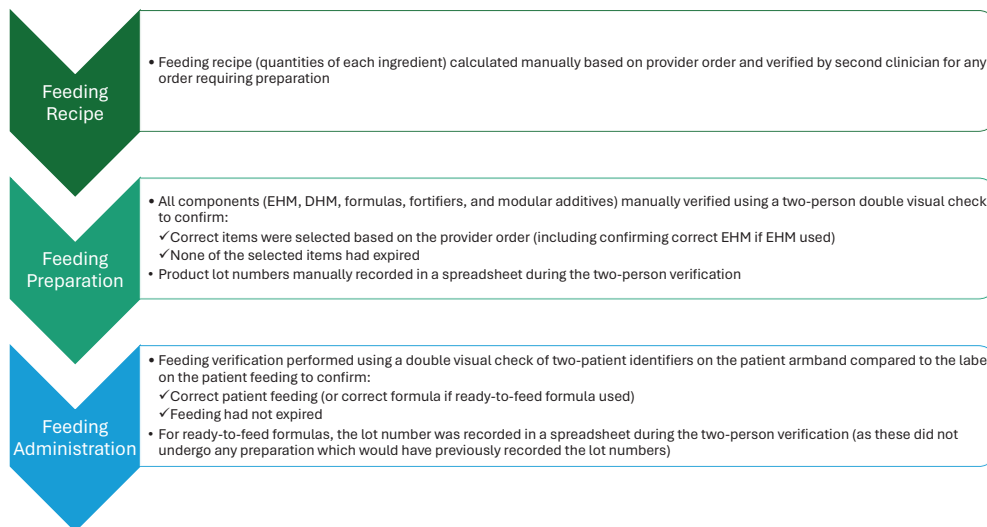 Feeding
Recipe
• Feeding recipe (quantities of each ingredient) calculated manually based on provider order and verified by second clinician for any
order requiring preparation
Feeding
Preparation
• All components (EHM, DHM, formulas, fortifiers, and modular additives) manually verified using a two-person double visual check
to confirm:
✓Correct items were selected based on the provider order (including confirming correct EHM if EHM used)
✓None of the selected items had expired
• Product lot numbers manually recorded in a spreadsheet during the two-person verification
Feeding
Administration
• Feeding verification performed using a double visual check of two-patient identifiers on the patient armband compared to the labe
on the patient feeding to confirm:
✓Correct patient feeding (or correct formula if ready-to-feed formula used)
✓Feeding had not expired
• For ready-to-feed formulas, the lot number was recorded in a spreadsheet during the two-person verification (as these did not
undergo any preparation which would have previously recorded the lot numbers)